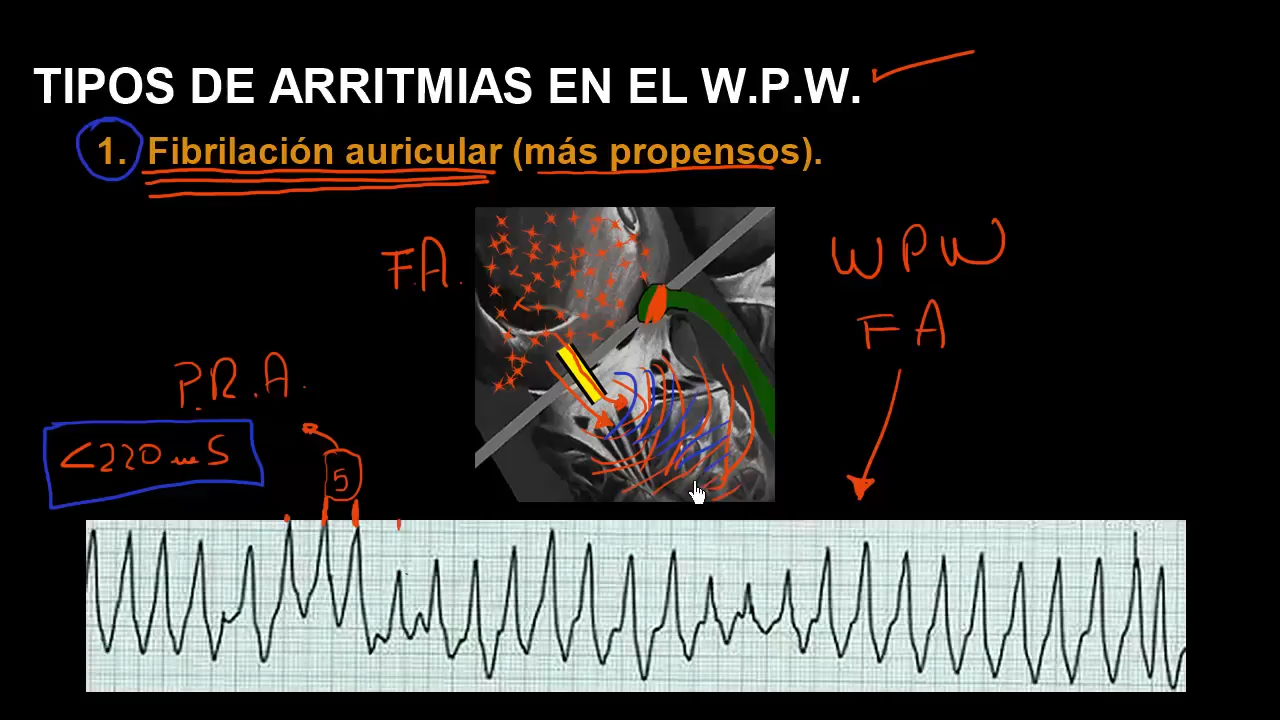 TIPOS DE ARRITMIAS EN EL W.P.W.
1. Fibrilación auricular (más propensos).
F.A.
WPW
FA
P.R.A.
<220 mS
5